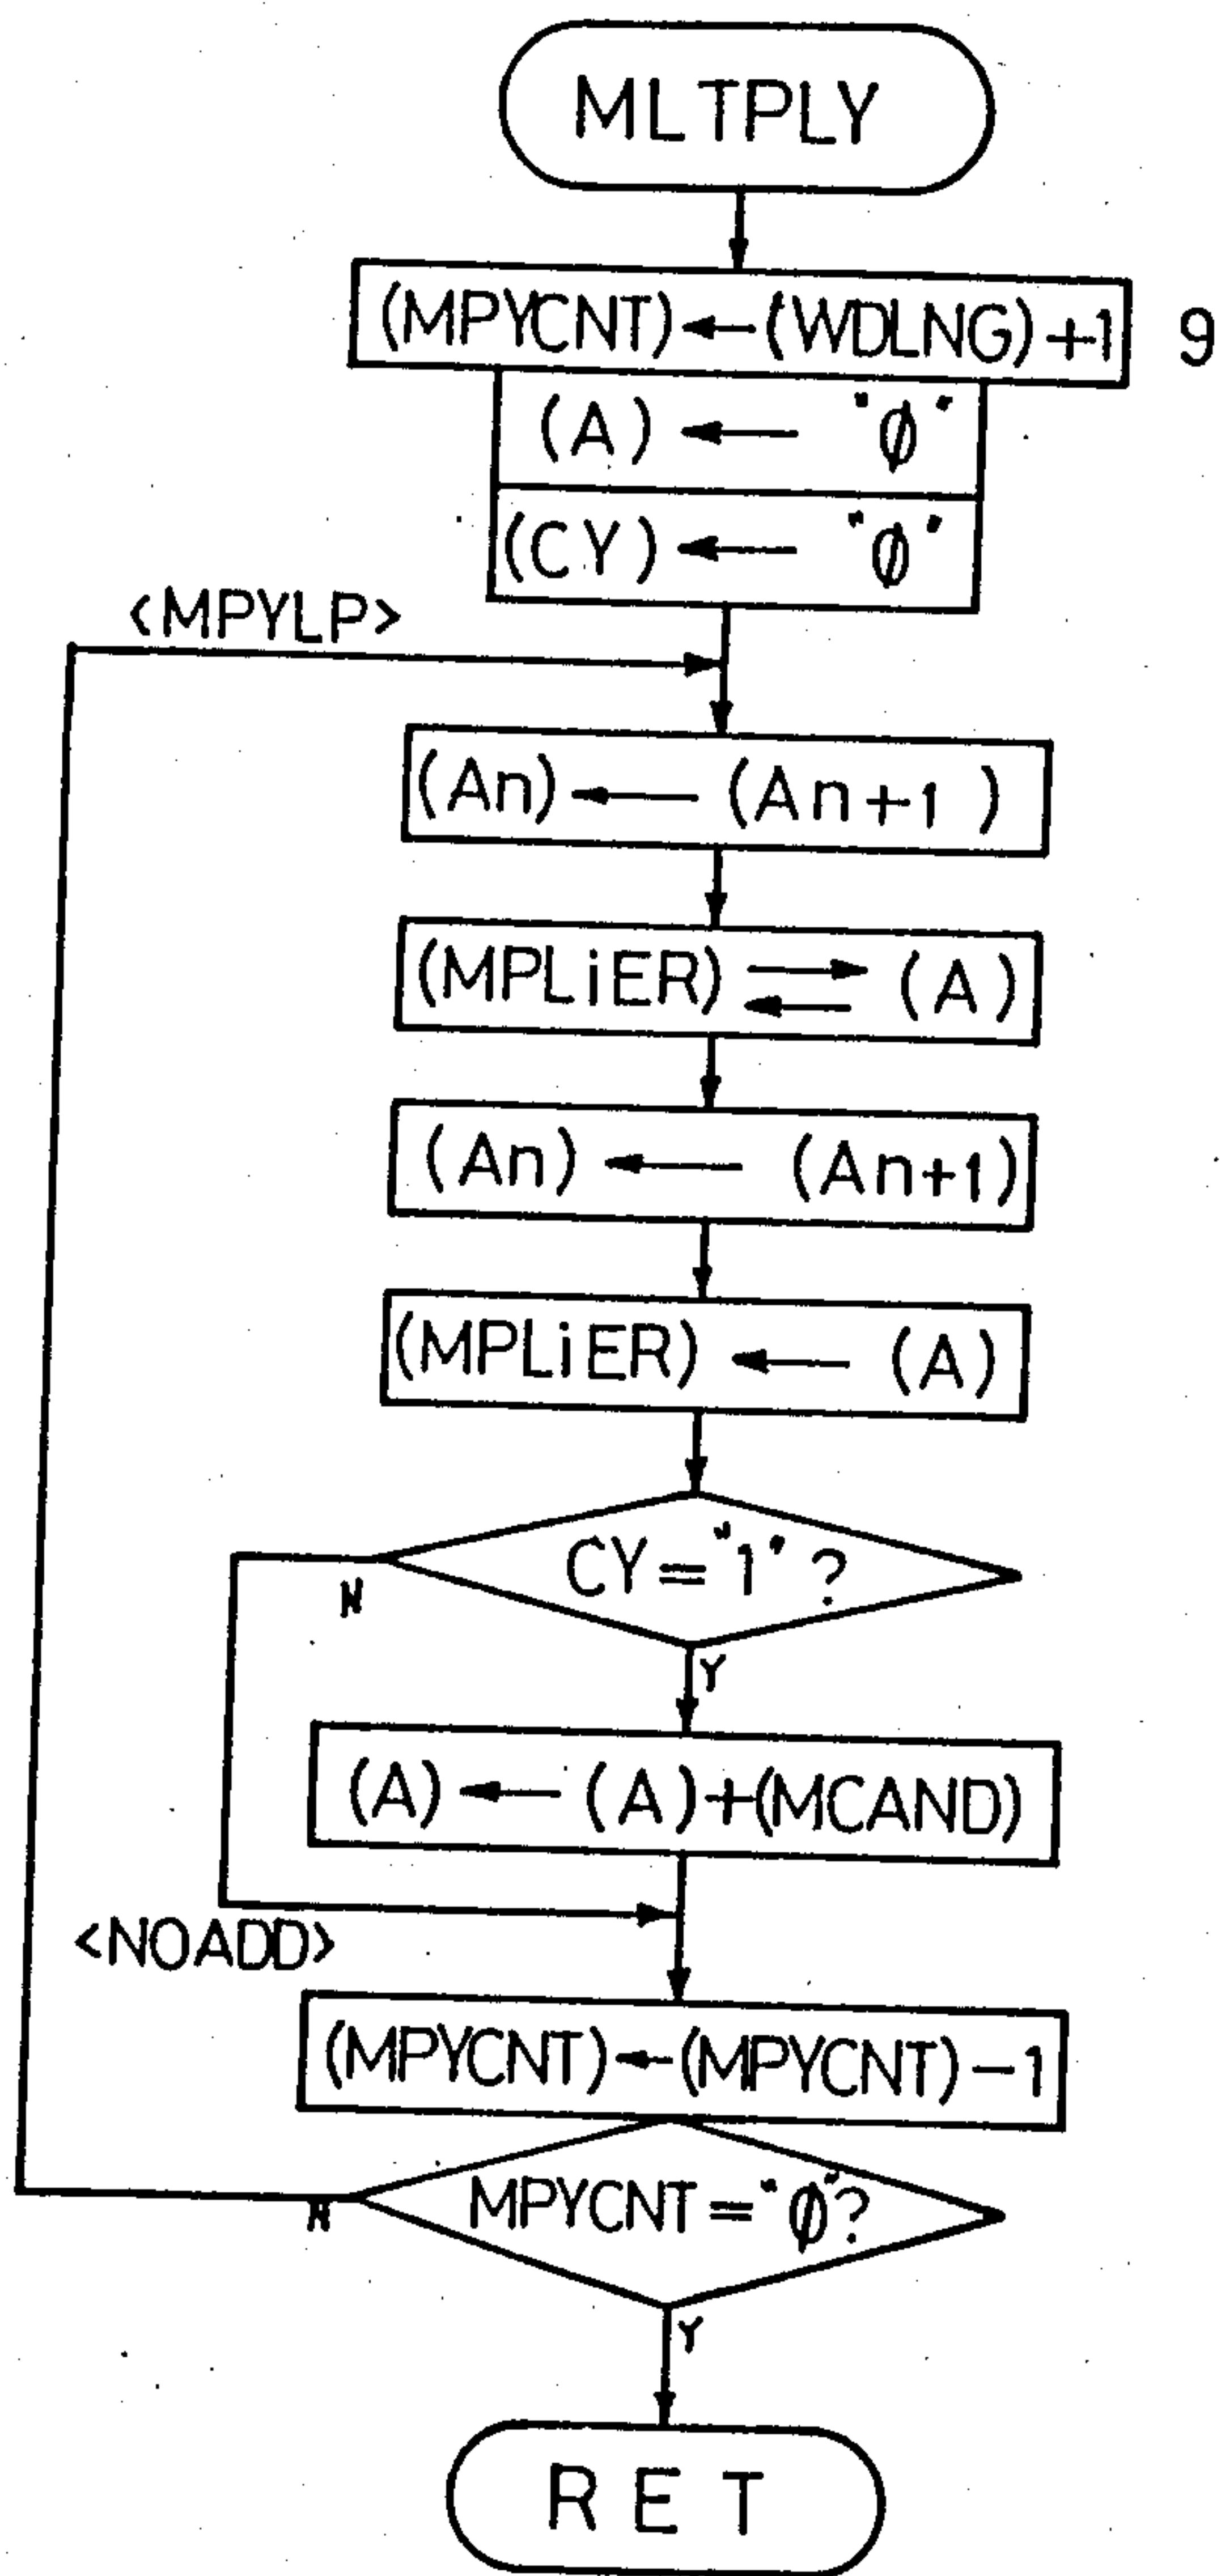 MLTPLY
(MPYCNT)←(WDLNG)+1 9
(A) ← "Ø"
(CY) ← "Ø"
<MPYLP>
(An) ← (An+1 )
(MPLiER) ⇄ (A)
(An) ← (An+1)
(MPLiER) ← (A)
CY="1"?
N
Y
(A) ← (A)+(MCAND)
<NOADD>
(MPYCNT)←(MPYCNT)-1
MPYCNT="Ø"?
N
Y
RET